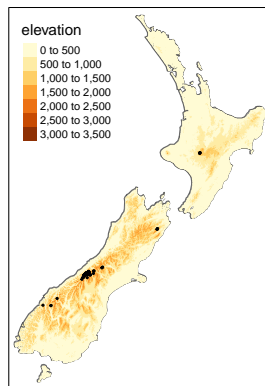 elevation
0 to 500
500 to 1,000
1,000 to 1,500
1,500 to 2,000
2,000 to 2,500
2,500 to 3,000
3,000 to 3,500